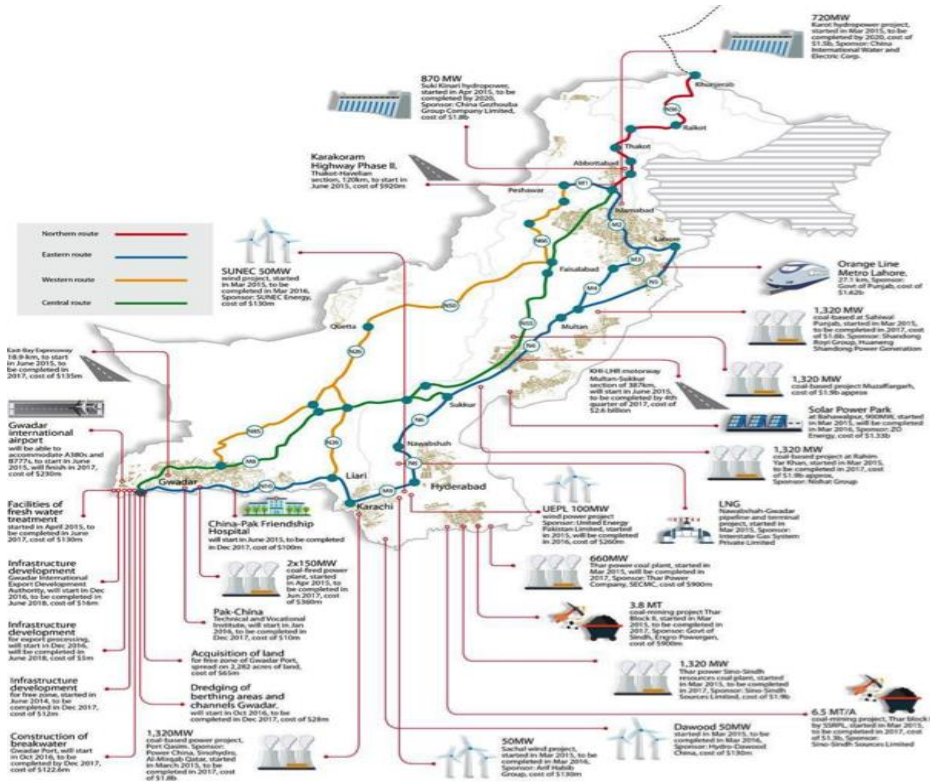 720MW
Karot hydropower project,
started in Mar 2015, to be
completed by 2020, cost of
$1.5b, Sponsor: China
International Water and
Electric Corp.
870 MW
Suki Kinari hydropower,
started in Apr 2015, to be
completed by 2020,
Sponsor: China Gezhouba
Group Company Limited,
cost of $1.8b
Karakoram
Highway Phase II,
Thakot-Havelian
section, 120km, to start in
June 2015, cost of $920m
Khunjerab
N35
Raikot
Thakot
Abbottabad
Peshawar
M1
Islamabad
M2
Lahore
M3
N5
Faisalabad
M4
Multan
N50
N55
N5
Quetta
N25
Sukkur
N85
M8
N25
Nawabshah
N5
Hyderabad
Liari
Karachi
M9
N10
Gwadar
Northern route
Eastern route
Western route
Central route
SUNEC 50MW
wind project, started
in Mar 2015, to be
completed in Mar 2016,
Sponsor: SUNEC Energy,
cost of $130m
Orange Line
Metro Lahore,
27.1 km, Sponsor:
Govt of Punjab, cost of
$1.62b
1,320 MW
coal-based at Sahiwal
Punjab, started in Mar 2015,
to be completed in 2017, cost
of $1.6b Sponsor: Shandong
Royi Group, Huaneng
Shandong Power Generation
1,320 MW
coal-based project Muzaffargarh,
cost of $1.9b approx
Solar Power Park
at Bahawalpur, 900MW, started
in Mar 2015, will be completed
in Mar 2016, Sponsor: ZO
Energy, cost of $1.33b
KHI-LHR motorway
Multan-Sukkur
section of 387km,
will start in June 2015,
to be completed by 4th
quarter of 2017, cost of
$2.6 billion
1,320 MW
coal-based project at Rahim
Yar Khan, started in Mar 2015,
to be completed in 2017, cost
of $1.9b approx,
Sponsor: Nishat Group
LNG
Nawabshah-Gwadar
pipeline and terminal
project, started in
Mar 2015, Sponsor:
Interstate Gas System
Private Limited
UEPL 100MW
wind power project
Sponsor: United Energy
Pakistan Limited, started
in 2015, will be
completed in
2016, cost of $260m
660MW
Thar power coal plant, started in
Mar 2015, will be completed in
2017, Sponsor: Thar Power
Company, SECMC, cost of $900m
3.8 MT
coal-mining project Thar
Block II, started in Mar
2015, to be completed in
2017, Sponsor: Govt of
Sindh, Engro Powergen,
cost of $900m
1,320 MW
Thar power Sino-Sindh
resources coal plant, started
in Mar 2015, to be completed
in 2017, Sponsor: Sino-Sindh
Sources Limited, cost of $1.9b
6.5 MT/A
coal-mining project, Thar block I
by SSRPL, started in Mar
2015, to be completed in
2017, cost of
$1.3b, Sponsor:
Sino-Sindh Sources Limited
Dawood 50MW
started in Mar 2015, to be
completed in Mar 2016,
Sponsor: Hydro-Dawood
China, cost of $130m
50MW
Sachal wind project,
started in Mar 2015, to be
completed in Mar 2016,
Sponsor: Arif Habib
Group, cost of $130m
East-Bay Expressway
18.9-km, to start
in June 2015, to
be completed in
2017, cost of $135m
Gwadar
international
airport
will be able to
accommodate A380s and
B777s, to start in June
2015, will finish in 2017,
cost of $230m
Facilities of
fresh water
treatment
started in April 2015, to
be completed in June
2017, cost of $130m
Infrastructure
development
Gwadar International
Export Development
Authority, will start in Dec
2016, to be completed in
June 2018, cost of $16m
Infrastructure
development
for export processing,
will start in Dec 2016,
will be completed in
June 2018, cost of $5m
Infrastructure
development
for free zone, started in
June 2014, to be
completed in Dec 2017,
cost of $12m
Construction of
breakwater
Gwadar Port, will start
in Oct 2016, to be
completed by Dec 2017,
cost of $122.6m
China-Pak Friendship
Hospital
will start in June 2015, to be completed
in Dec 2017, cost of $100m
2x150MW
coal-fired power
plant, started in
Apr 2015, to be
completed in
Jun 2017, cost
of $360m
Pak-China
Technical and Vocational
Institute, will start in Jan
2016, to be completed in
Dec 2017, cost of $10m
Acquisition of land
for free zone of Gwadar Port,
spread on 2,282 acres of land,
cost of $65m
Dredging of
berthing areas and
channels Gwadar,
will start in Oct 2016, to be
completed in Dec 2017, cost of $28m
1,320MW
coal-based power project,
Port Qasim. Sponsor:
Power China, Sinohydro,
Al-Mirqab Qatar, started
in March 2015, to be
completed in 2017, cost
of $1.8b